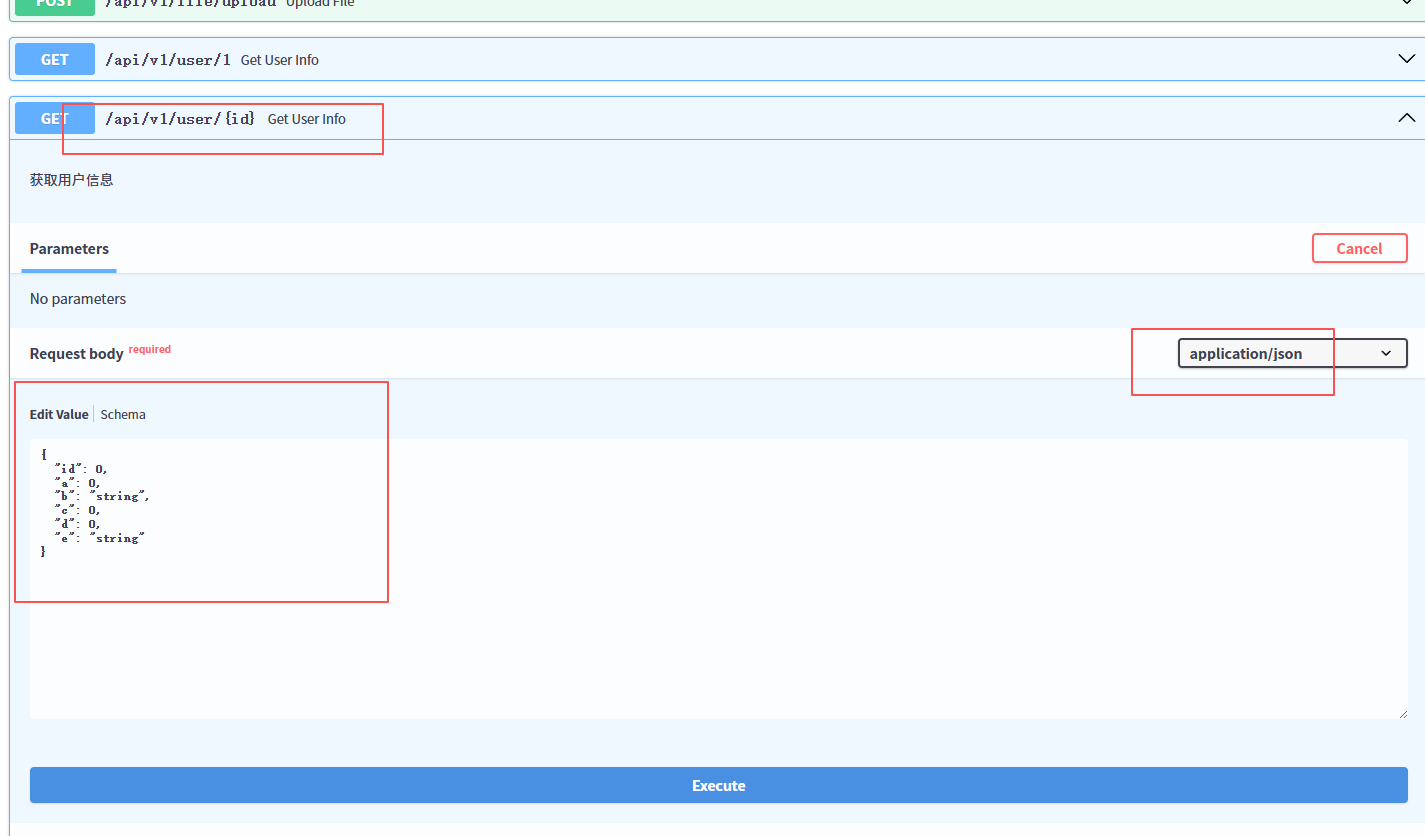 POST /api/v1/file/upload Upload File
GET /api/v1/user/1 Get User Info
GET /api/v1/user/{id} Get User Info
获取用户信息
Parameters Cancel
No parameters
Request body required application/json
Edit Value Schema
{
"id": 0,
"a": 0,
"b": "string",
"c": 0,
"d": 0,
"e": "string"
}
Execute